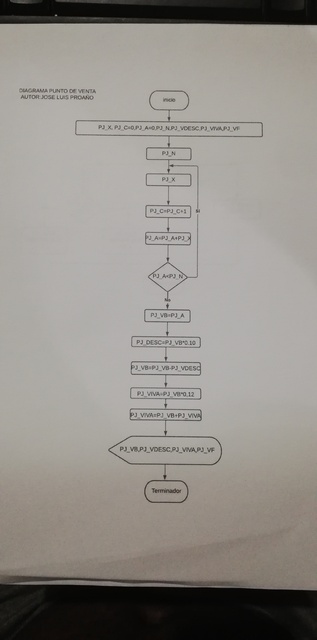 DIAGRAMA PUNTO DE VENTA
AUTOR:JOSE LUIS PROAÑO
Inicio
PJ_X, PJ_C=0,PJ_A=0,PJ_N,PJ_VDESC,PJ_VIVA,PJ_VF
PJ_N
PJ_X
PJ_C=PJ_C+1
PJ_A=PJ_A+PJ_X
PJ_A<PJ_N
No
PJ_VB=PJ_A
PJ_DESC=PJ_VB*0.10
PJ_VB=PJ_VB-PJ_VDESC
PJ_VIVA=PJ_VB*0,12
PJ_VIVA=PJ_VB+PJ_VIVA
PJ_VB,PJ_VDESC,PJ_VIVA,PJ_VF
Terminador